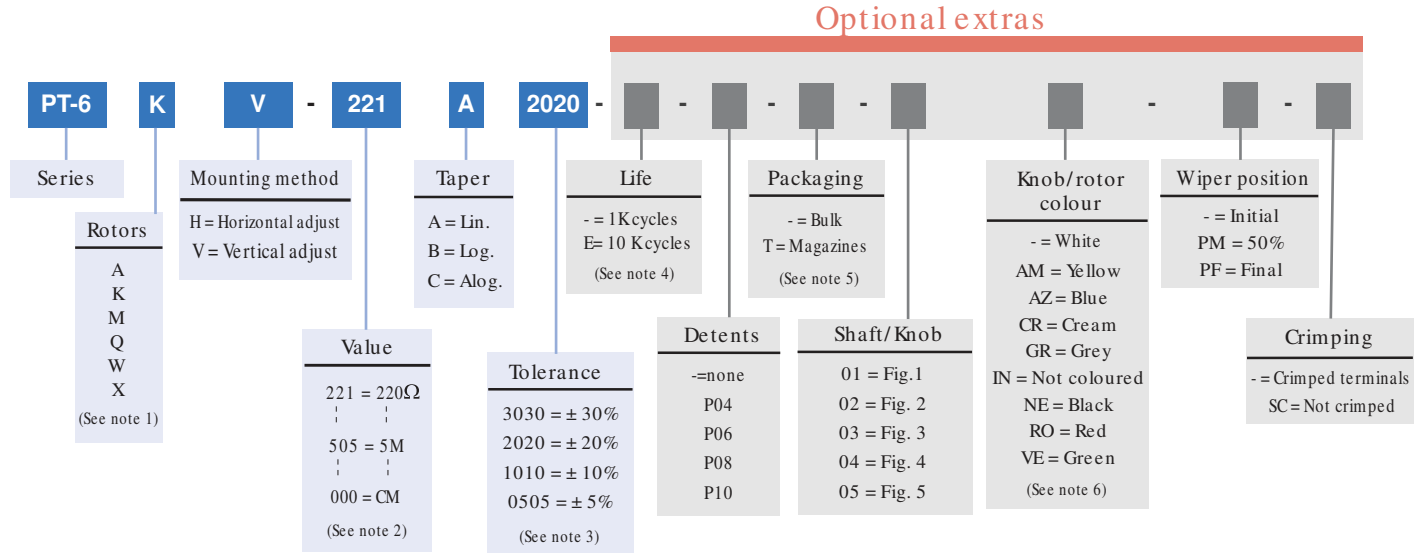 Optional extras
PT-6 K V - 221 A 2020 - - - - - - -
Series
Rotors
A
K
M
Q
W
X
(See note 1)
Mounting method
H = Horizontal adjust
V = Vertical adjust
Value
221 = 220Ω
505 = 5M
000 = CM
(See note 2)
Taper
A = Lin.
B = Log.
C = Alog.
Tolerance
3030 = ± 30%
2020 = ± 20%
1010 = ± 10%
0505 = ± 5%
(See note 3)
Life
- = 1Kcycles
E= 10 Kcycles
(See note 4)
Detents
-=none
P04
P06
P08
P10
Packaging
- = Bulk
T = Magazines
(See note 5)
Shaft/Knob
01 = Fig.1
02 = Fig. 2
03 = Fig. 3
04 = Fig. 4
05 = Fig. 5
Knob/rotor
colour
- = White
AM = Yellow
AZ = Blue
CR = Cream
GR = Grey
IN = Not coloured
NE = Black
RO = Red
VE = Green
(See note 6)
Wiper position
- = Initial
PM = 50%
PF = Final
Crimping
- = Crimped terminals
SC = Not crimped